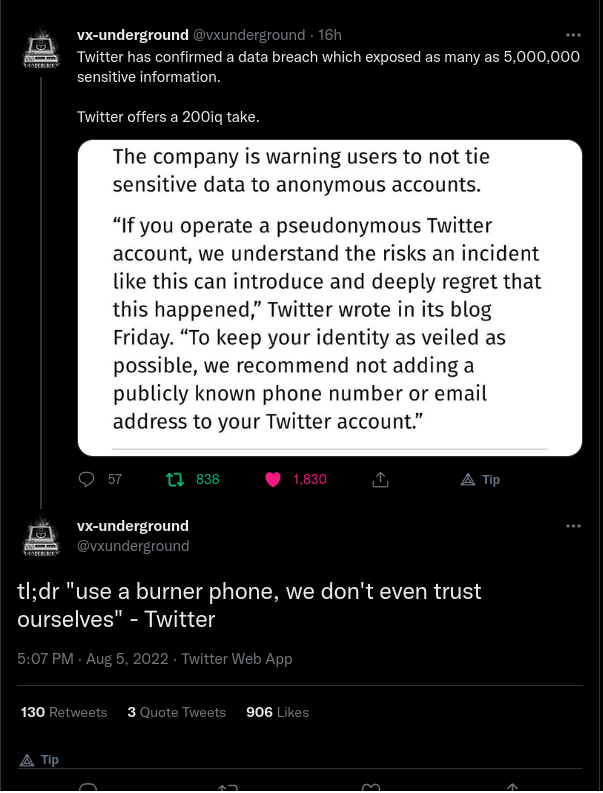 vx-underground @vxunderground · 16h
Twitter has confirmed a data breach which exposed as many as 5,000,000
sensitive information.
Twitter offers a 200iq take.
The company is warning users to not tie
sensitive data to anonymous accounts.
“If you operate a pseudonymous Twitter
account, we understand the risks an incident
like this can introduce and deeply regret that
this happened,” Twitter wrote in its blog
Friday. “To keep your identity as veiled as
possible, we recommend not adding a
publicly known phone number or email
address to your Twitter account.”
57 838 1,830 Tip
vx-underground
@vxunderground
tl;dr "use a burner phone, we don't even trust
ourselves" - Twitter
5:07 PM · Aug 5, 2022 · Twitter Web App
130 Retweets 3 Quote Tweets 906 Likes
Tip